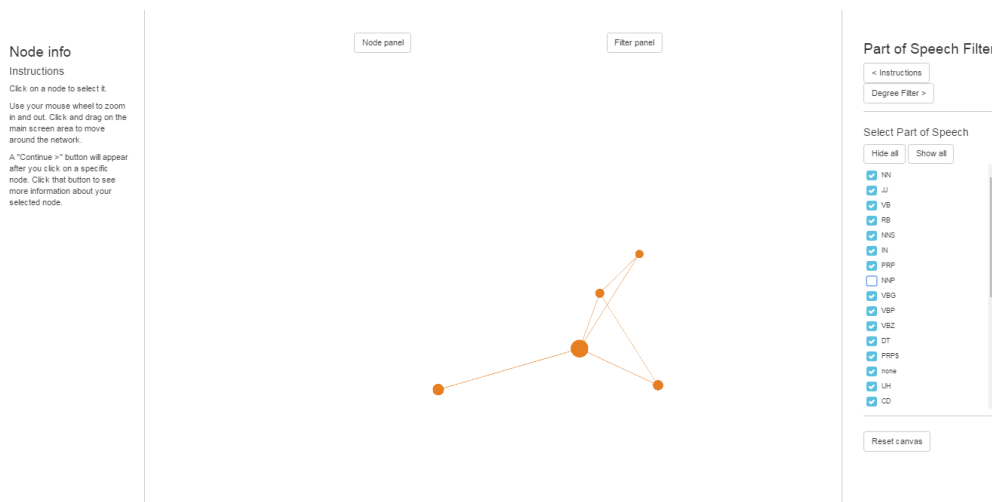 Node info
Instructions
Click on a node to select it.
Use your mouse wheel to zoom
in and out. Click and drag on the
main screen area to move
around the network.
A "Continue >" button will appear
after you click on a specific
node. Click that button to see
more information about your
selected node.
Node panel
Filter panel
Part of Speech Filter
< Instructions
Degree Filter >
Select Part of Speech
Hide all
Show all
NN
JJ
VB
RB
NNS
IN
PRP
NNP
VBG
VBP
VBZ
DT
PRP$
none
UH
CD
Reset canvas